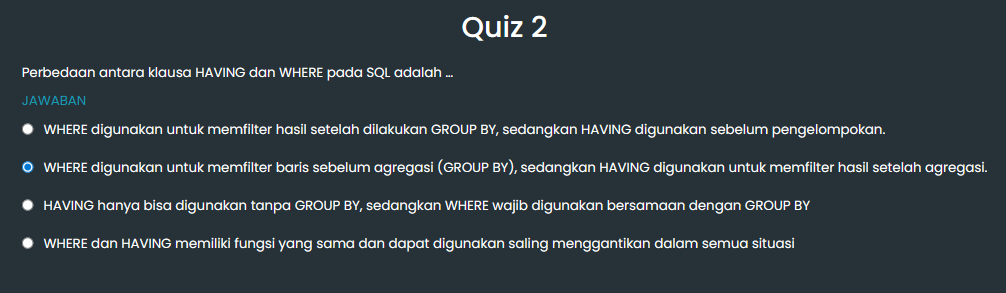 Quiz 2
Perbedaan antara klausa HAVING dan WHERE pada SQL adalah ...
JAWABAN
WHERE digunakan untuk memfilter hasil setelah dilakukan GROUP BY, sedangkan HAVING digunakan sebelum pengelompokan.
WHERE digunakan untuk memfilter baris sebelum agregasi (GROUP BY), sedangkan HAVING digunakan untuk memfilter hasil setelah agregasi.
HAVING hanya bisa digunakan tanpa GROUP BY, sedangkan WHERE wajib digunakan bersamaan dengan GROUP BY
WHERE dan HAVING memiliki fungsi yang sama dan dapat digunakan saling menggantikan dalam semua situasi